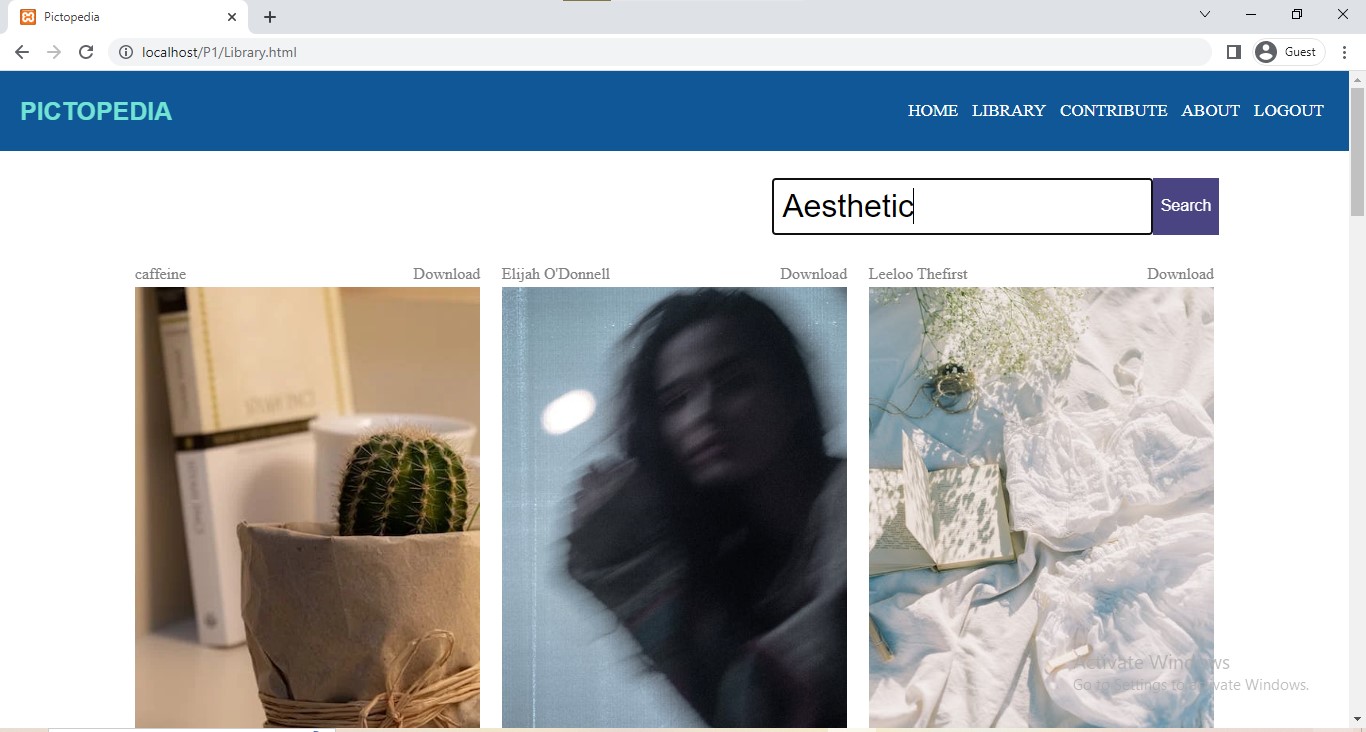 Pictopedia
localhost/P1/Library.html
Guest
PICTOPEDIA
HOME LIBRARY CONTRIBUTE ABOUT LOGOUT
Aesthetic
Search
caffeine Download
Elijah O'Donnell Download
Leeloo Thefirst Download
Activate Windows
Go to Settings to activate Windows.